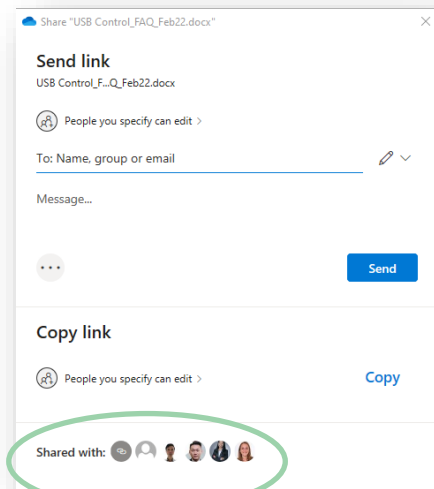 Share "USB Control_FAQ_Feb22.docx"
Send link
USB Control_F...Q_Feb22.docx
People you specify can edit >
To: Name, group or email
Message...
Send
Copy link
People you specify can edit >
Copy
Shared with: